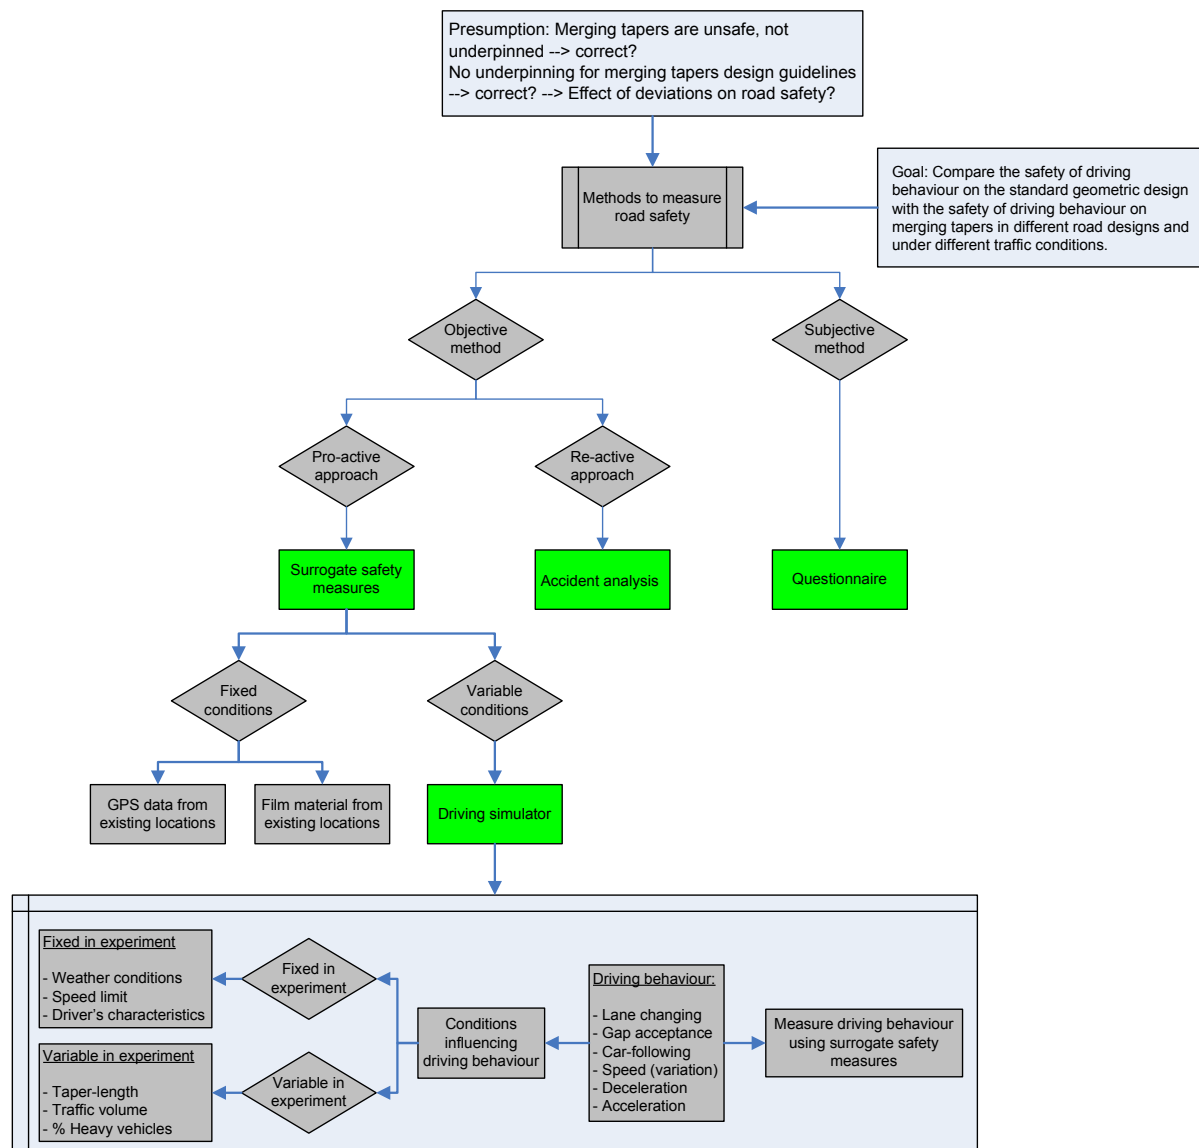 Presumption: Merging tapers are unsafe, not
underpinned --> correct?
No underpinning for merging tapers design guidelines
--> correct? --> Effect of deviations on road safety?
Methods to measure
road safety
Goal: Compare the safety of driving
behaviour on the standard geometric design
with the safety of driving behaviour on
merging tapers in different road designs and
under different traffic conditions.
Objective
method
Subjective
method
Pro-active
approach
Re-active
approach
Surrogate safety
measures
Accident analysis
Questionnaire
Fixed
conditions
Variable
conditions
GPS data from
existing locations
Film material from
existing locations
Driving simulator
Fixed in experiment
- Weather conditions
- Speed limit
- Driver's characteristics
Fixed in
experiment
Variable in experiment
- Taper-length
- Traffic volume
- % Heavy vehicles
Variable in
experiment
Conditions
influencing
driving behaviour
Driving behaviour:
- Lane changing
- Gap acceptance
- Car-following
- Speed (variation)
- Deceleration
- Acceleration
Measure driving behaviour
using surrogate safety
measures